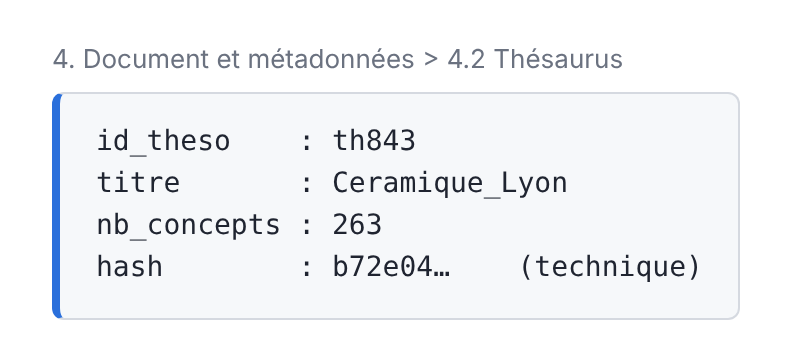 4. Document et métadonnées > 4.2 Thésaurus
id_theso    : th843
titre       : Ceramique_Lyon
nb_concepts : 263
hash        : b72e04…    (technique)